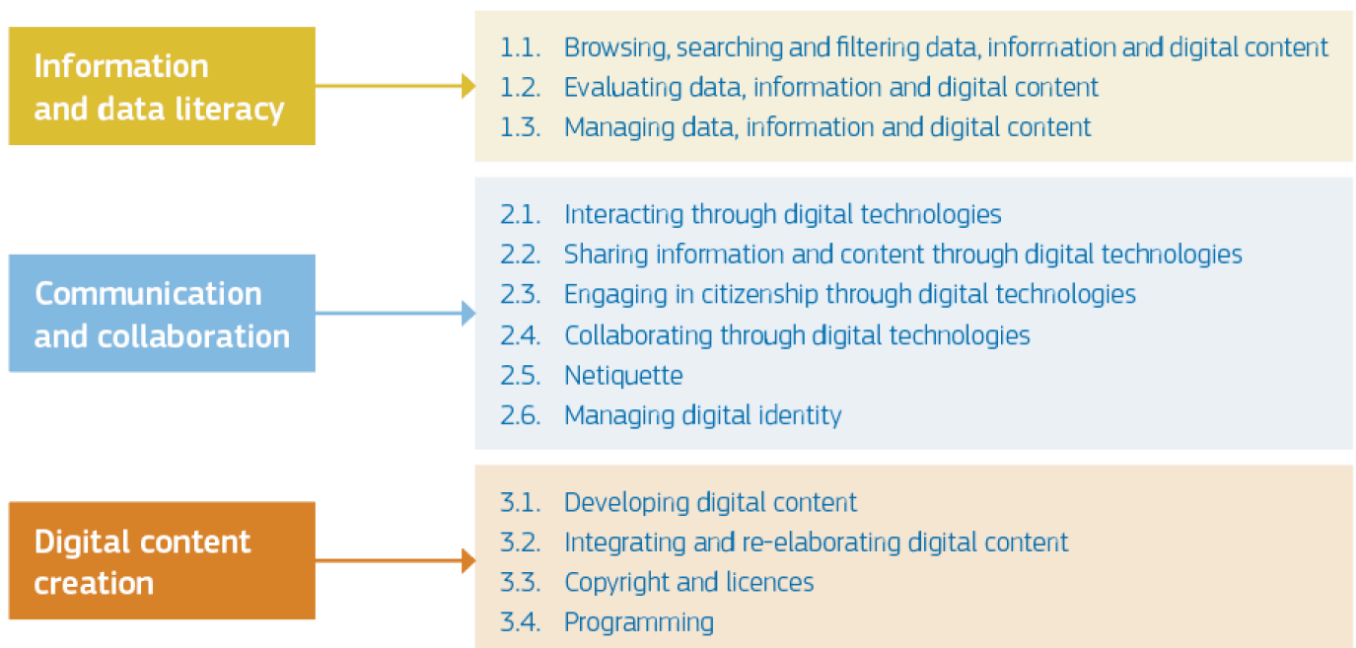 Information
and data literacy
1.1. Browsing, searching and filtering data, information and digital content
1.2. Evaluating data, information and digital content
1.3. Managing data, information and digital content
Communication
and collaboration
2.1. Interacting through digital technologies
2.2. Sharing information and content through digital technologies
2.3. Engaging in citizenship through digital technologies
2.4. Collaborating through digital technologies
2.5. Netiquette
2.6. Managing digital identity
Digital content
creation
3.1. Developing digital content
3.2. Integrating and re-elaborating digital content
3.3. Copyright and licences
3.4. Programming